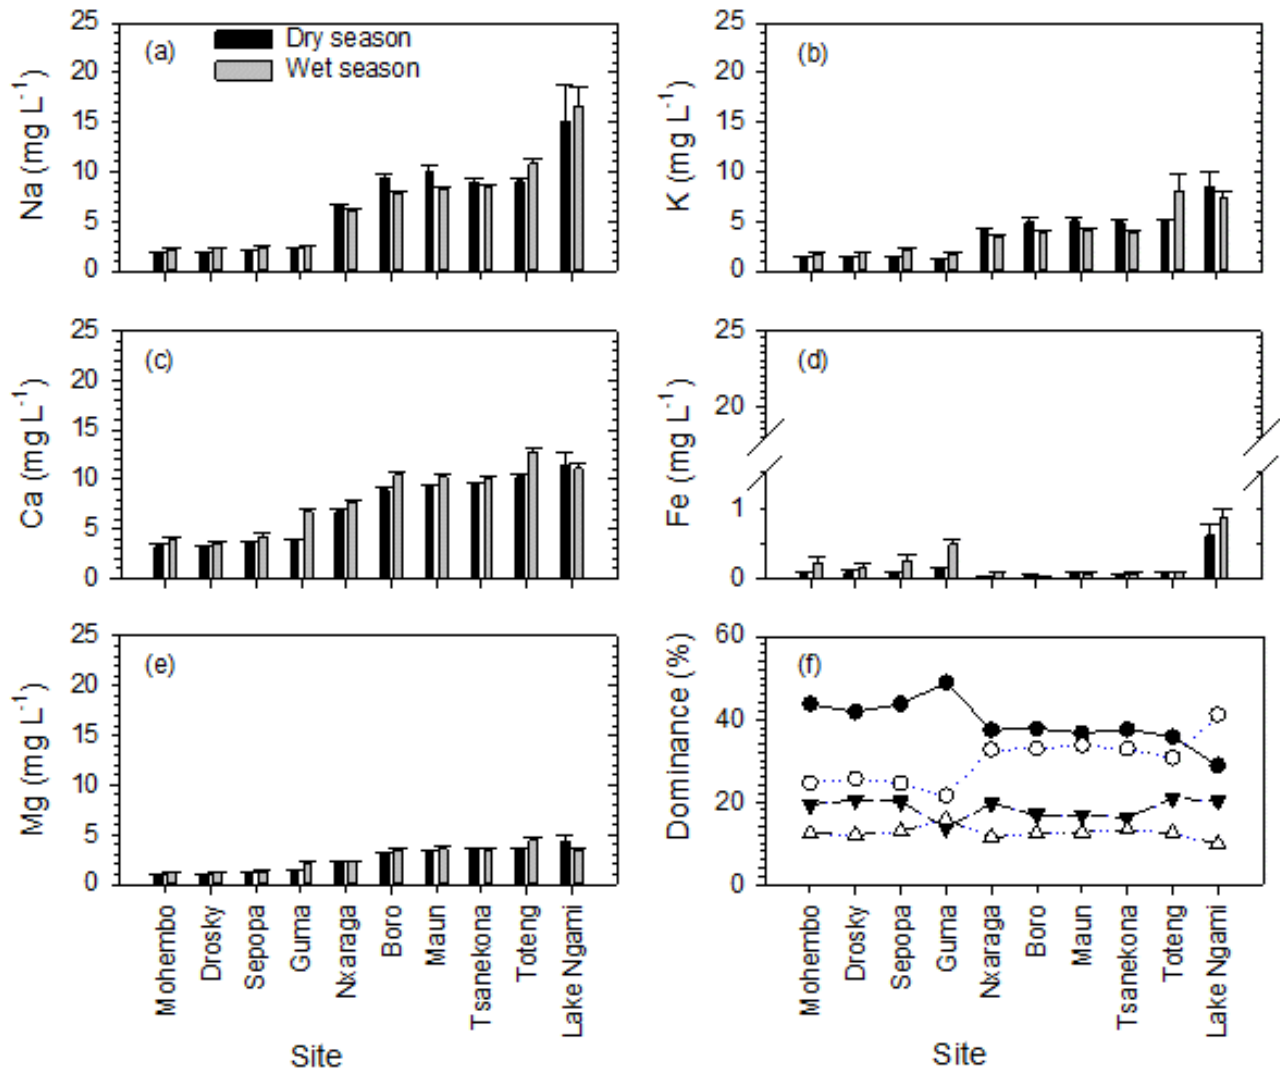 (a)
Dry season
Wet season
Na (mg L-1)
25
20
15
10
5
0
(b)
K (mg L-1)
25
20
15
10
5
0
(c)
Ca (mg L-1)
25
20
15
10
5
0
(d)
Fe (mg L-1)
25
20
1
0
(e)
Mg (mg L-1)
25
20
15
10
5
0
Mohembo
Drosky
Sepopa
Guma
Nxaraga
Boro
Maun
Tsanekona
Toteng
Lake Ngami
Site
(f)
Dominance (%)
60
40
20
0
Mohembo
Drosky
Sepopa
Guma
Nxaraga
Boro
Maun
Tsanekona
Toteng
Lake Ngami
Site